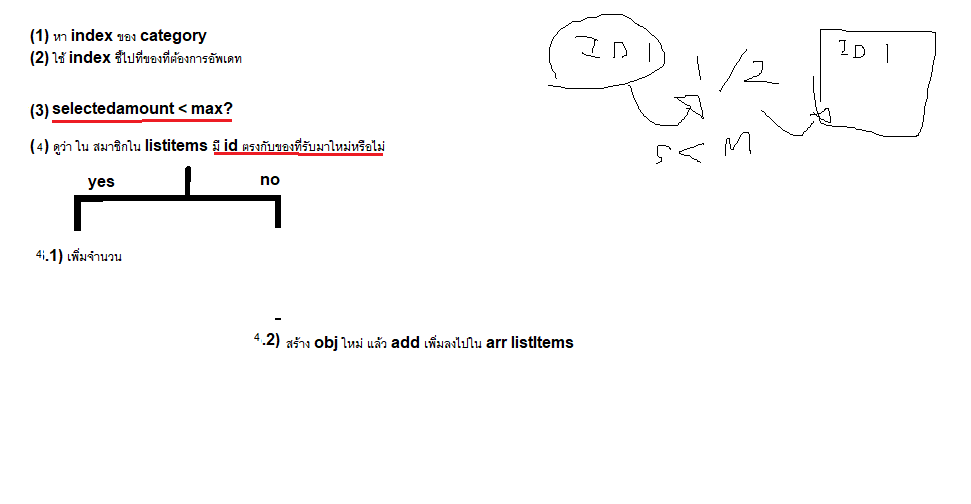 (1) หา index ของ category
(2) ใช้ index ชี้ไปที่ของที่ต้องการอัพเดท
(3) selectedamount < max?
(4) ดูว่า ใน สมาชิกใน listitems มี id ตรงกับของที่รับมาใหม่หรือไม่
yes
no
4.1) เพิ่มจำนวน
4.2) สร้าง obj ใหม่ แล้ว add เพิ่มลงไปใน arr listItems
ID 1
1/2
ID 1
S < M